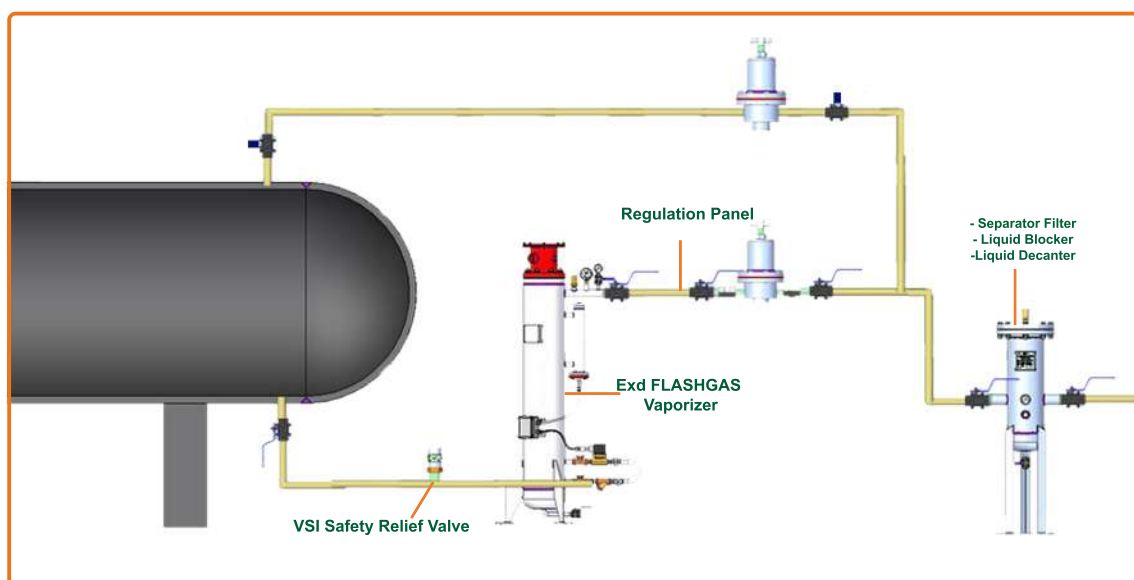 Regulation Panel
- Separator Filter
- Liquid Blocker
-Liquid Decanter
Exd FLASHGAS
Vaporizer
VSI Safety Relief Valve